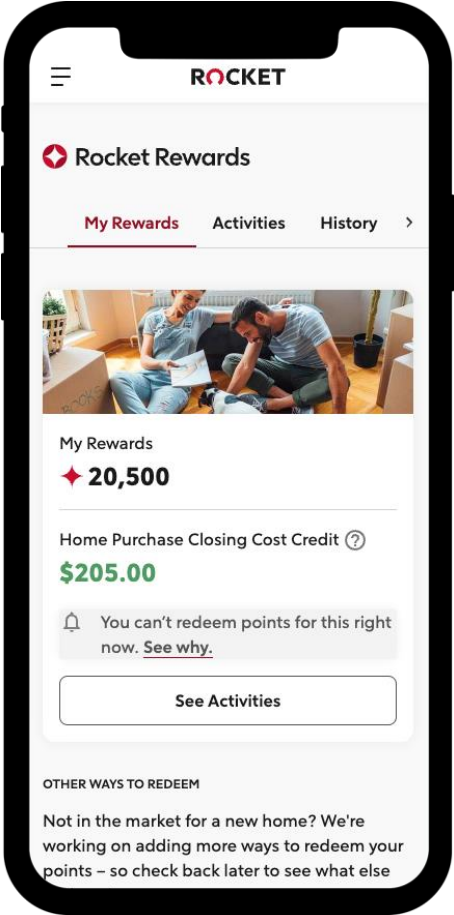 ROCKET
Rocket Rewards
My Rewards Activities History
BOOKS
My Rewards
20,500
Home Purchase Closing Cost Credit ?
$205.00
You can’t redeem points for this right
now. See why.
See Activities
OTHER WAYS TO REDEEM
Not in the market for a new home? We're
working on adding more ways to redeem your
points – so check back later to see what else